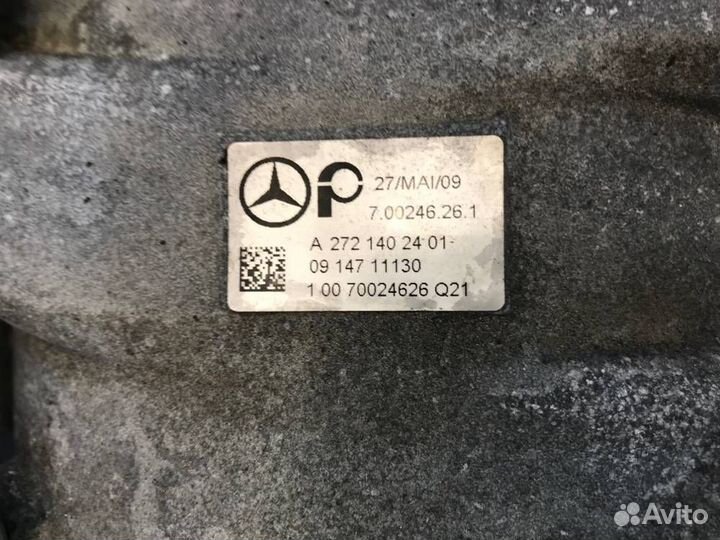 27/MAI/09
7.00246.26.1
A 272 140 24 01-
09 147 11130
1 00 70024626 Q21
Avito